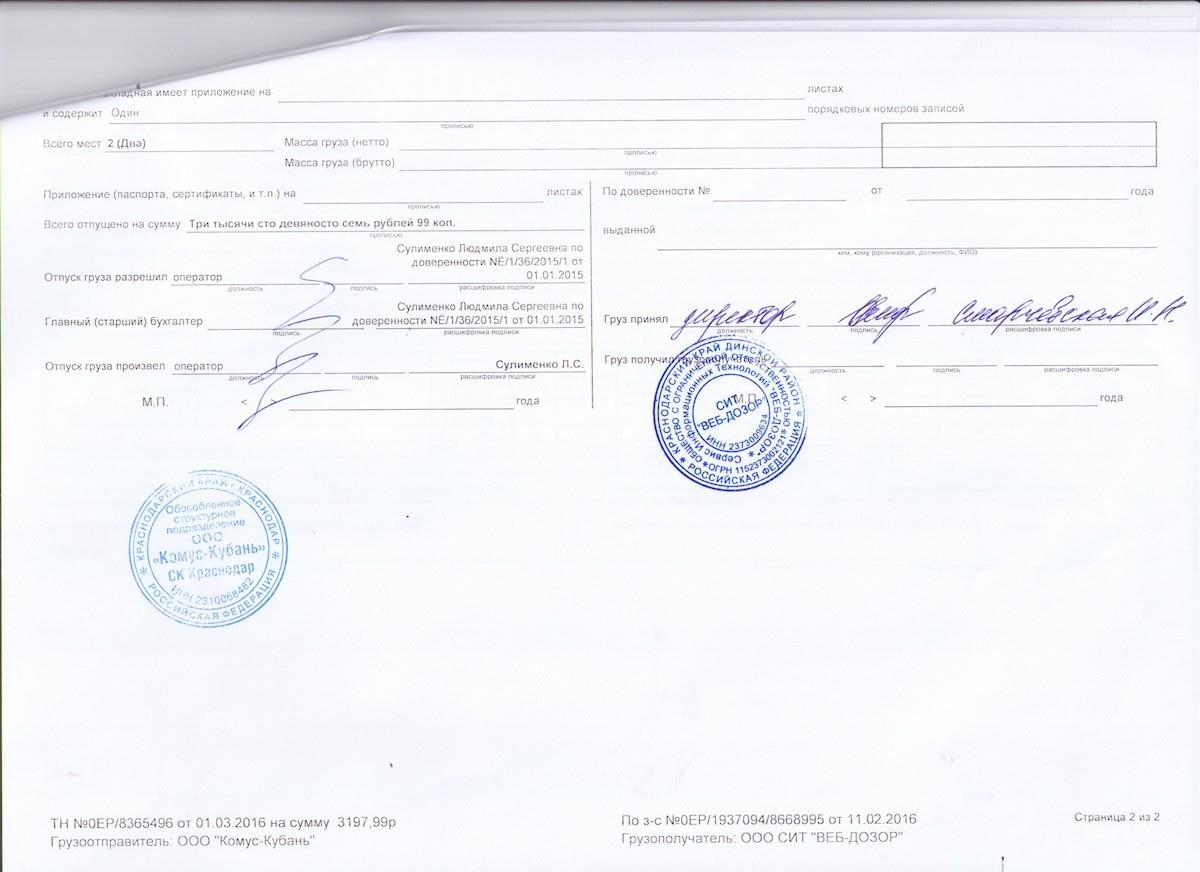 накладная имеет приложение на листах
и содержит Один порядковых номеров записей
прописью
Всего мест 2 (Два) Масса груза (нетто)
прописью
Масса груза (брутто)
прописью
Приложение (паспорта, сертификаты, и т.п.) на листах
прописью
Всего отпущено на сумму Три тысячи сто девяносто семь рублей 99 коп.
прописью
Сулименко Людмила Сергеевна по
доверенности NЁ/1/36/2015/1 от
Отпуск груза разрешил оператор 01.01.2015
должность подпись расшифровка подписи
Сулименко Людмила Сергеевна по
Главный (старший) бухгалтер доверенности NЁ/1/36/2015/1 от 01.01.2015
подпись расшифровка подписи
Отпуск груза произвел оператор Сулименко Л.С.
должность подпись расшифровка подписи
М.П. < > года
По доверенности № от года
выданной
кем, кому (организация, должность, ФИО)
Груз принял директор
должность подпись расшифровка подписи
Груз получил грузополучатель
должность подпись расшифровка подписи
М.П. < > года
КРАСНОДАРСКИЙ КРАЙ ДИНСКОЙ РАЙОН
РОССИЙСКАЯ ФЕДЕРАЦИЯ
ОБЩЕСТВО С ОГРАНИЧЕННОЙ ОТВЕТСТВЕННОСТЬЮ
ОГРН 1152373002121
Сервис Информационных Технологий "ВЕБ-ДОЗОР"
СИТ
"ВЕБ-ДОЗОР"
ИНН 2373009634
КРАСНОДАРСКИЙ КРАЙ г.КРАСНОДАР
РОССИЙСКАЯ ФЕДЕРАЦИЯ
Обособленное
структурное
подразделение
ООО
«Комус-Кубань»
СК Краснодар
ИНН 2310068482
ТН №0ЕР/8365496 от 01.03.2016 на сумму 3197,99р
Грузоотправитель: ООО "Комус-Кубань"
По з-с №0ЕР/1937094/8668995 от 11.02.2016
Грузополучатель: ООО СИТ "ВЕБ-ДОЗОР"
Страница 2 из 2